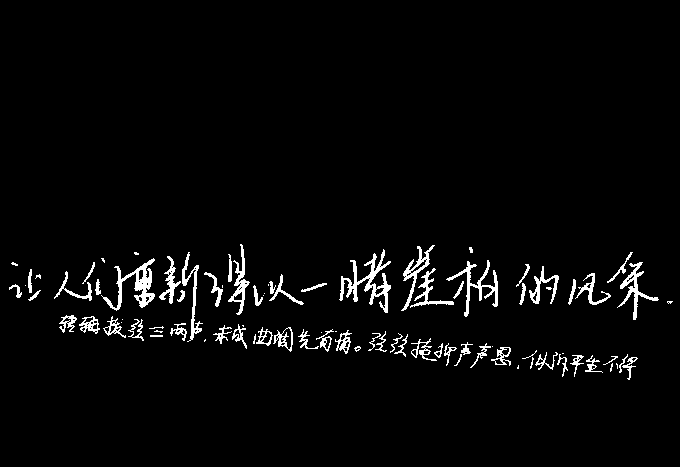 让人们重新得以一睹崖柏的风采.
转轴拨弦三两声,未成曲调先有情。弦弦掩抑声声思,似诉平生不得